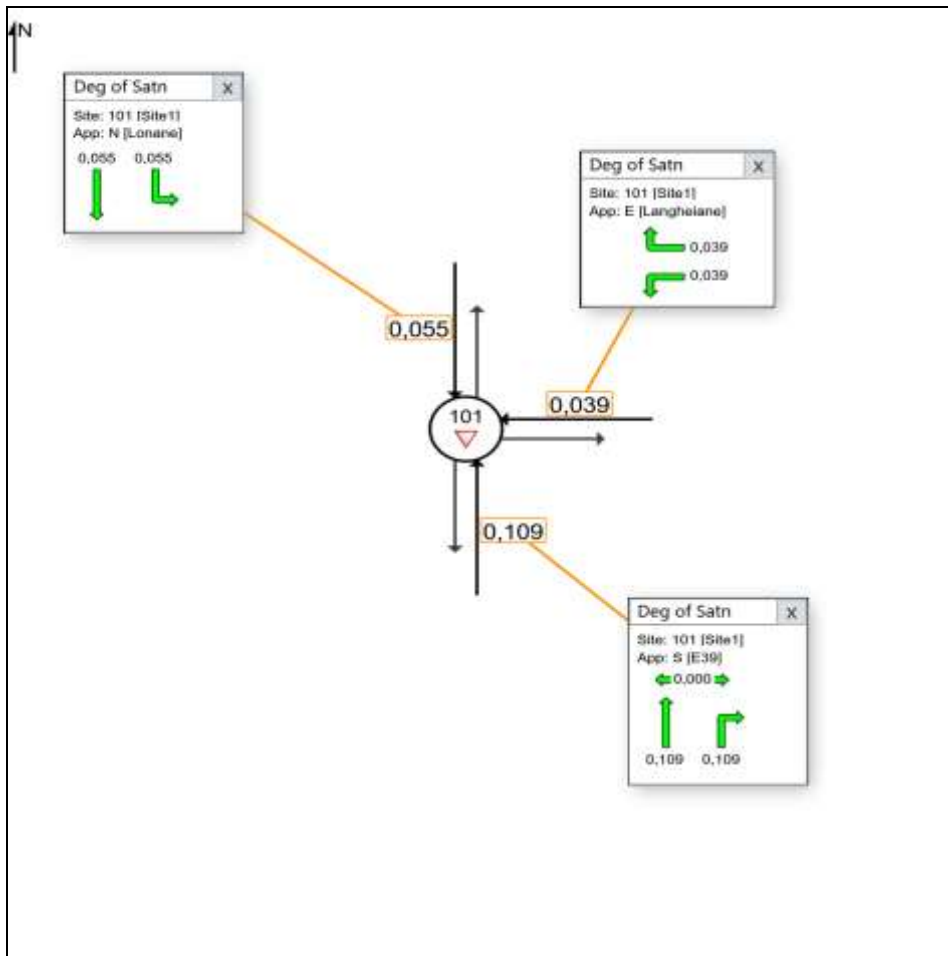 N
Deg of Satn X
Site: 101 [Site1]
App: N [Lonane]
0,055 0,055
Deg of Satn X
Site: 101 [Site1]
App: E [Langheiane]
0,039
0,039
0,055
0,039
101
0,109
Deg of Satn X
Site: 101 [Site1]
App: S [E39]
0,000
0,109 0,109